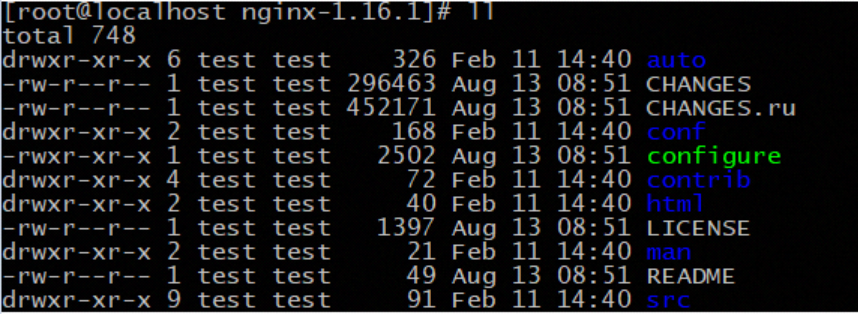 [root@localhost nginx-1.16.1]# ll
total 748
drwxr-xr-x 6 test test    326 Feb 11 14:40 auto
-rw-r--r-- 1 test test 296463 Aug 13 08:51 CHANGES
-rw-r--r-- 1 test test 452171 Aug 13 08:51 CHANGES.ru
drwxr-xr-x 2 test test    168 Feb 11 14:40 conf
-rwxr-xr-x 1 test test   2502 Aug 13 08:51 configure
drwxr-xr-x 4 test test     72 Feb 11 14:40 contrib
drwxr-xr-x 2 test test     40 Feb 11 14:40 html
-rw-r--r-- 1 test test   1397 Aug 13 08:51 LICENSE
drwxr-xr-x 2 test test     21 Feb 11 14:40 man
-rw-r--r-- 1 test test     49 Aug 13 08:51 README
drwxr-xr-x 9 test test     91 Feb 11 14:40 src